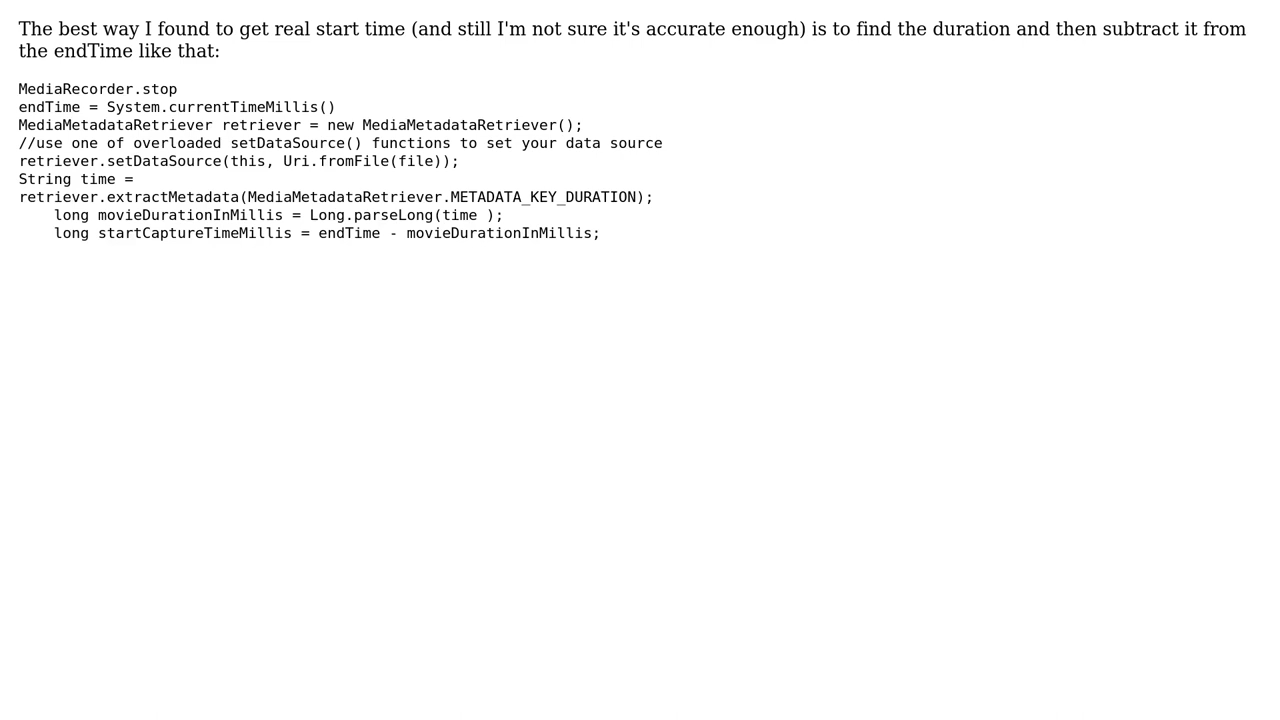 The best way I found to get real start time (and still I'm not sure it's accurate enough) is to find the duration and then subtract it from
the endTime like that:
MediaRecorder.stop
endTime = System.currentTimeMillis()
MediaMetadataRetriever retriever = new MediaMetadataRetriever();
//use one of overloaded setDataSource() functions to set your data source
retriever.setDataSource(this, Uri.fromFile(file));
String time =
retriever.extractMetadata(MediaMetadataRetriever.METADATA_KEY_DURATION);
    long movieDurationInMillis = Long.parseLong(time );
    long startCaptureTimeMillis = endTime - movieDurationInMillis;